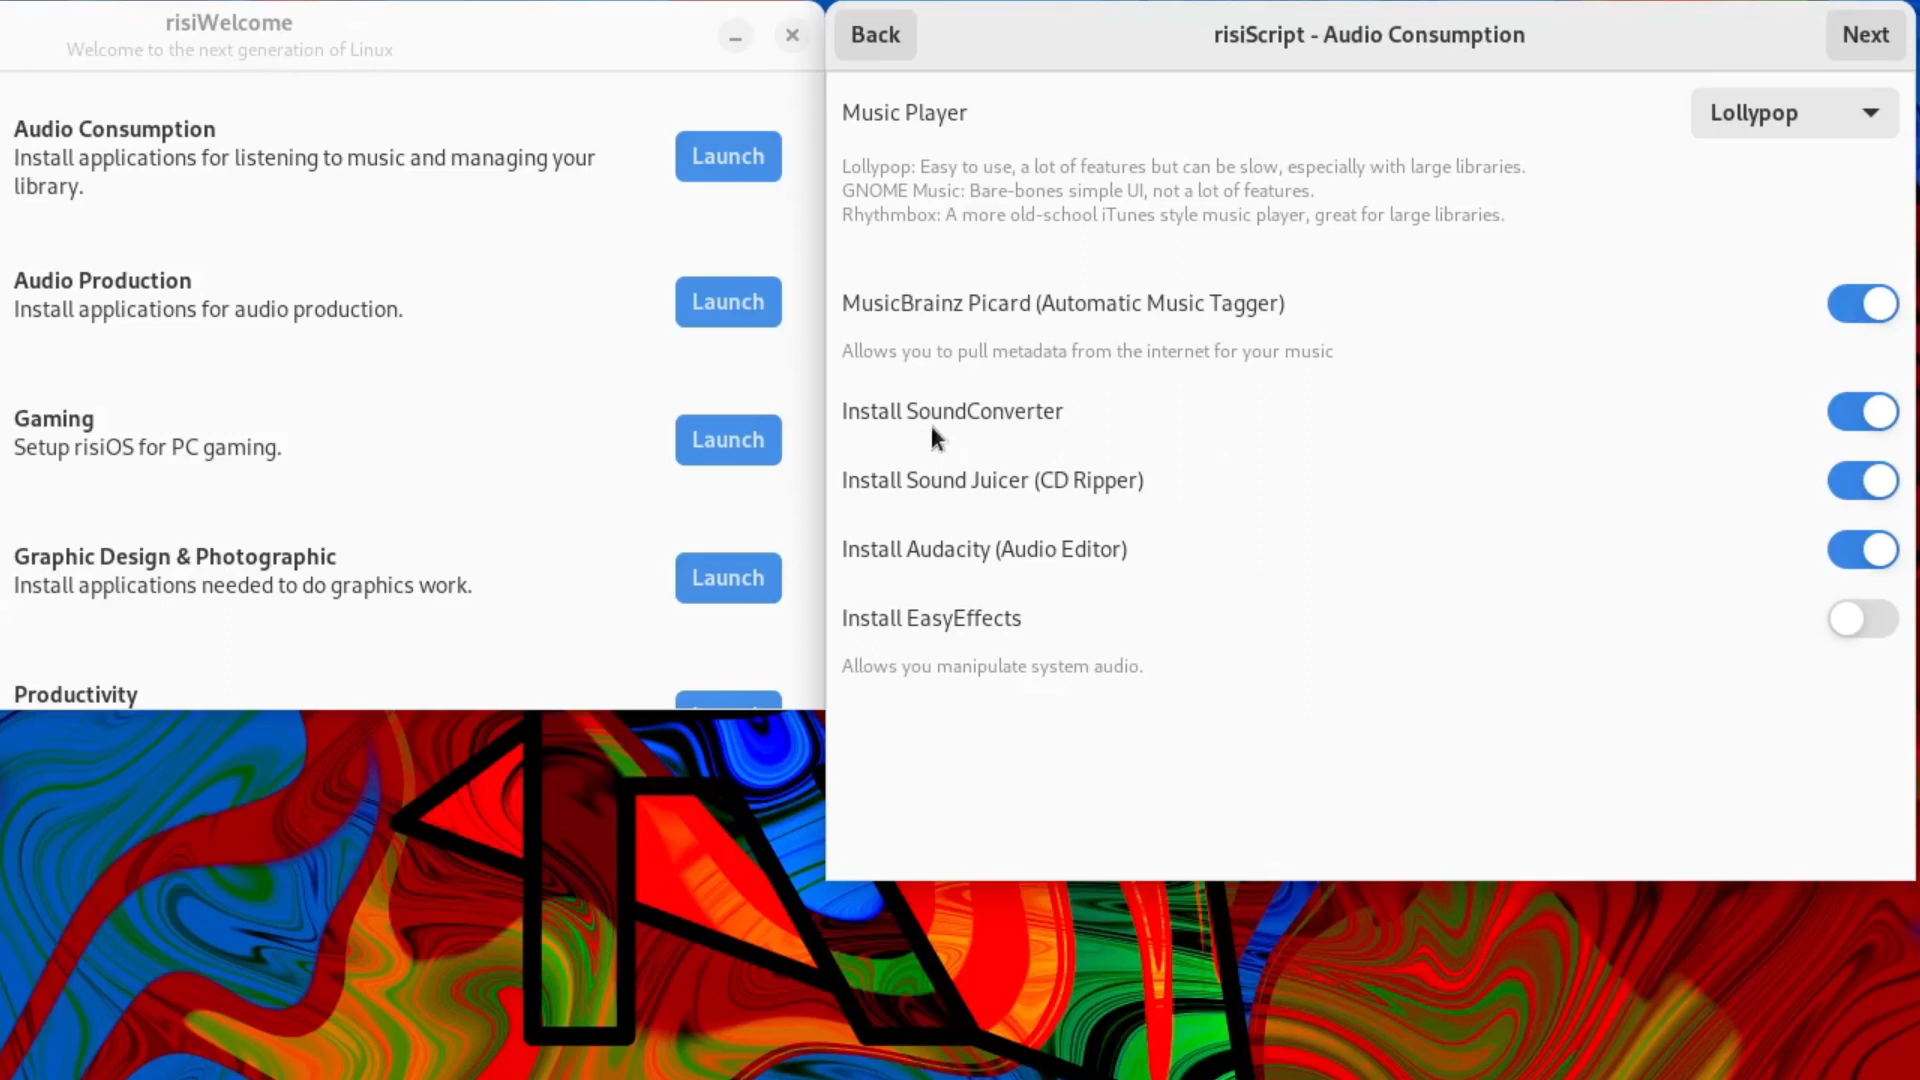 risiWelcome
Welcome to the next generation of Linux
Audio Consumption
Install applications for listening to music and managing your
library.
Launch
Audio Production
Install applications for audio production.
Launch
Gaming
Setup risiOS for PC gaming.
Launch
Graphic Design & Photographic
Install applications needed to do graphics work.
Launch
Productivity
Back
risiScript - Audio Consumption
Next
Music Player
Lollypop
Lollypop: Easy to use, a lot of features but can be slow, especially with large libraries.
GNOME Music: Bare-bones simple UI, not a lot of features.
Rhythmbox: A more old-school iTunes style music player, great for large libraries.
MusicBrainz Picard (Automatic Music Tagger)
Allows you to pull metadata from the internet for your music
Install SoundConverter
Install Sound Juicer (CD Ripper)
Install Audacity (Audio Editor)
Install EasyEffects
Allows you manipulate system audio.